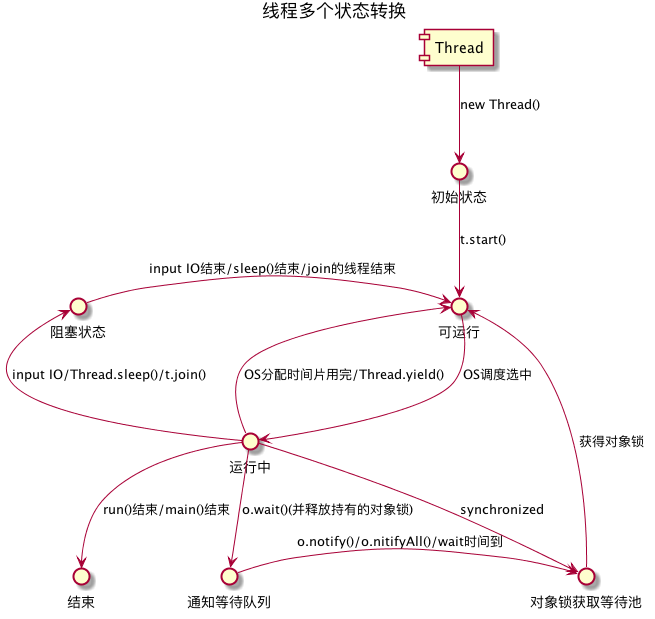 线程多个状态转换
Thread
new Thread()
初始状态
t.start()
input IO结束/sleep()结束/join的线程结束
阻塞状态
可运行
input IO/Thread.sleep()/t.join()
OS分配时间片用完/Thread.yield()
OS调度选中
获得对象锁
运行中
run()结束/main()结束
o.wait()(并释放持有的对象锁)
synchronized
o.notify()/o.nitifyAll()/wait时间到
结束
通知等待队列
对象锁获取等待池